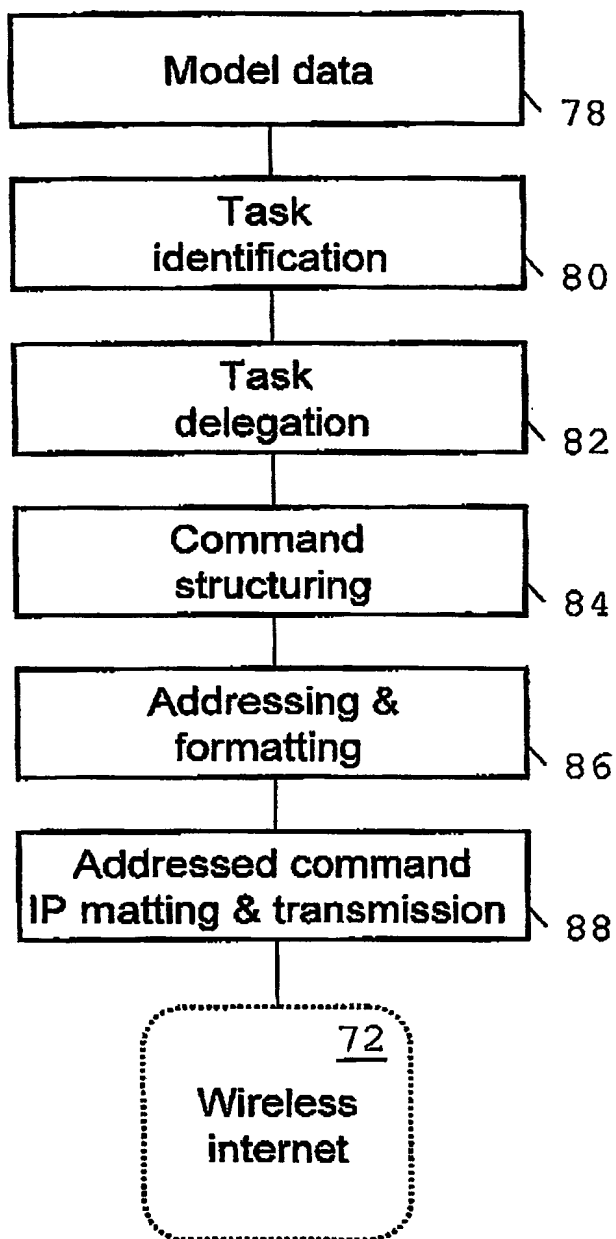 Model data
78
Task
identification
80
Task
delegation
82
Command
structuring
84
Addressing &
formatting
86
Addressed command
IP matting & transmission
88
72
Wireless
internet